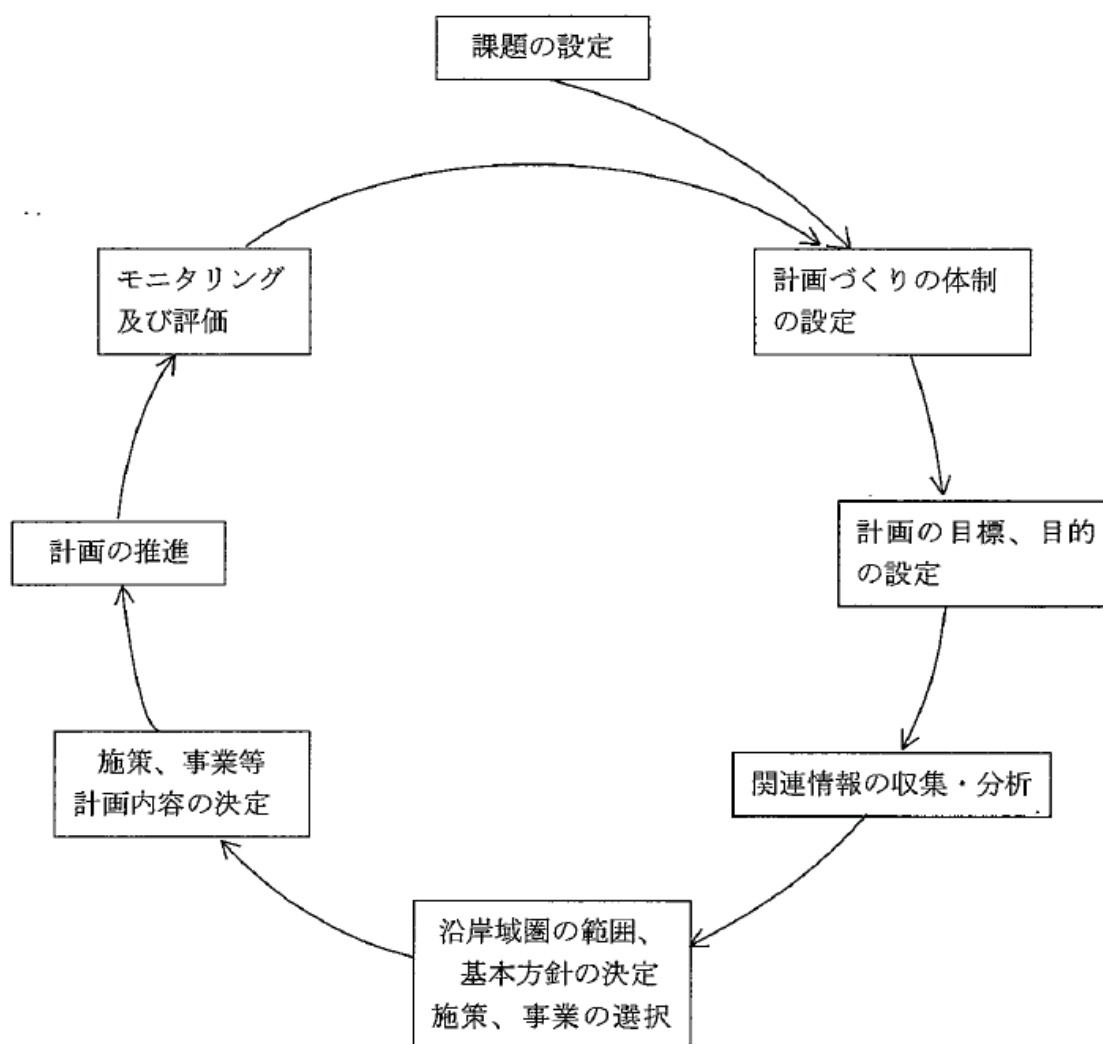 課題の設定
モニタリング
及び評価
計画づくりの体制
の設定
計画の推進
計画の目標、目的
の設定
施策、事業等
計画内容の決定
関連情報の収集・分析
沿岸域圏の範囲、
基本方針の決定
施策、事業の選択